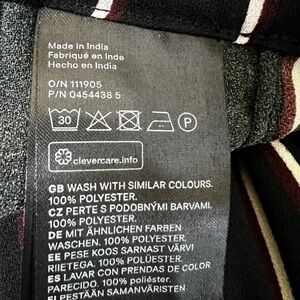 Made in India
Fabriqué en Inde
Hecho en India
O/N 111905
P/N 0454438 5
30
P
clevercare.info
GB WASH WITH SIMILAR COLOURS.
100% POLYESTER.
CZ PERTE S PODOBNÝMI BARVAMI.
100% POLYESTER.
DE MIT ÄHNLICHEN FARBEN
WASCHEN. 100% POLYESTER.
EE PESE KOOS SARNAST VÄRVI
RIIETEGA. 100% POLÜESTER.
ES LAVAR CON PRENDAS DE COLOR
PARECIDO. 100% poliéster.
FI PESTÄÄN SAMANVÄRISTEN